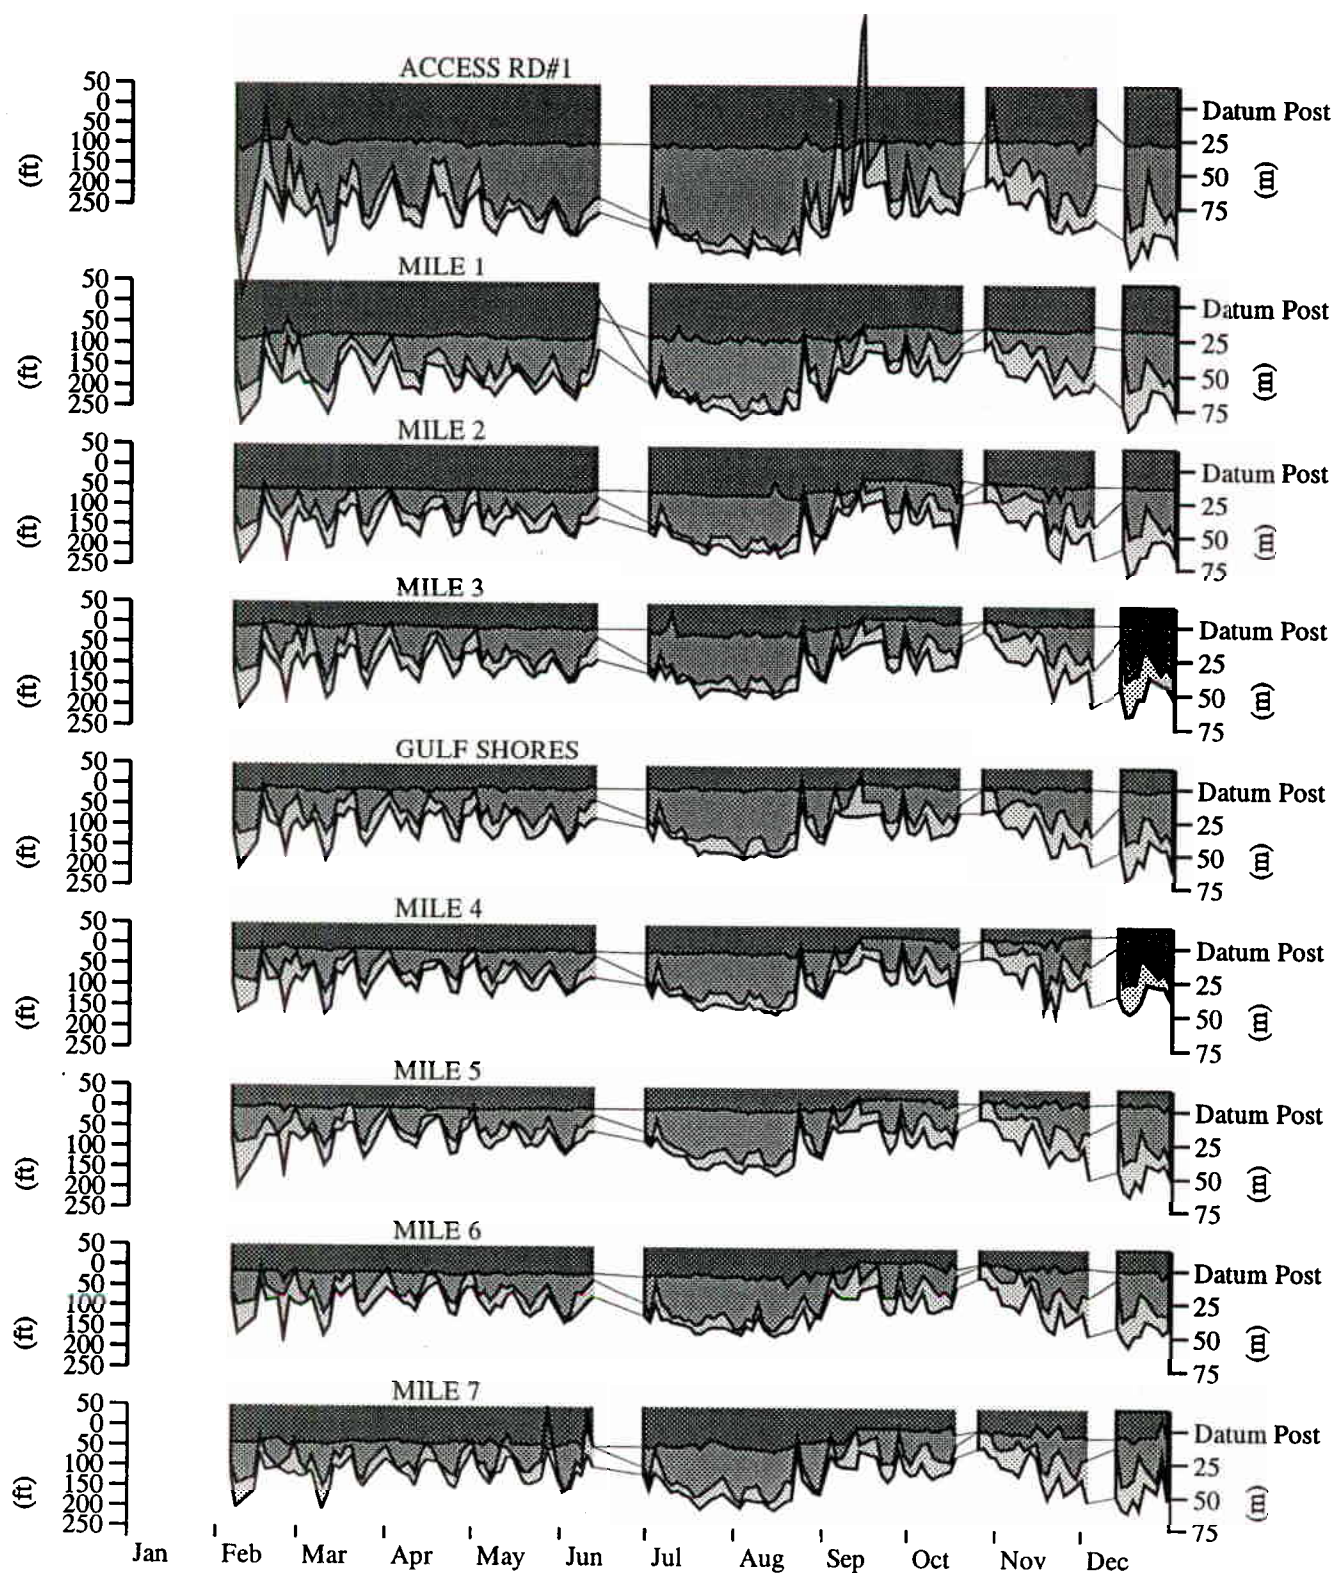 ACCESS RD#1
50
0
50
100
150
200
250
(ft)
Datum Post
25
50
75
(m)
MILE 1
50
0
50
100
150
200
250
(ft)
Datum Post
25
50
75
(m)
MILE 2
50
0
50
100
150
200
250
(ft)
Datum Post
25
50
75
(m)
MILE 3
50
0
50
100
150
200
250
(ft)
Datum Post
25
50
75
(m)
GULF SHORES
50
0
50
100
150
200
250
(ft)
Datum Post
25
50
75
(m)
MILE 4
50
0
50
100
150
200
250
(ft)
Datum Post
25
50
75
(m)
MILE 5
50
0
50
100
150
200
250
(ft)
Datum Post
25
50
75
(m)
MILE 6
50
0
50
100
150
200
250
(ft)
Datum Post
25
50
75
(m)
MILE 7
50
0
50
100
150
200
250
(ft)
Datum Post
25
50
75
(m)
Jan Feb Mar Apr May Jun Jul Aug Sep Oct Nov Dec